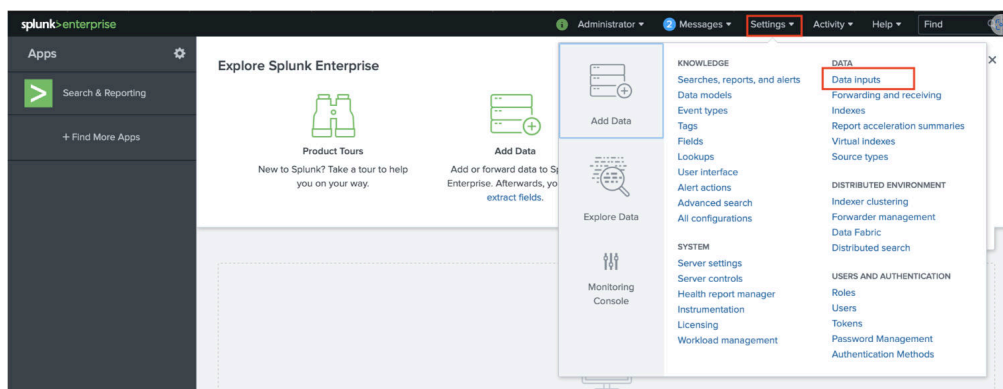 splunk>enterprise
i Administrator ▾ 2 Messages ▾ Settings ▾ Activity ▾ Help ▾ Find
Apps
Search & Reporting
+ Find More Apps
Explore Splunk Enterprise
Product Tours
New to Splunk? Take a tour to help
you on your way.
Add Data
Add or forward data to
Enterprise. Afterwards,
extract fields.
Add Data
Explore Data
Monitoring
Console
KNOWLEDGE
Searches, reports, and alerts
Data models
Event types
Tags
Fields
Lookups
User interface
Alert actions
Advanced search
All configurations
SYSTEM
Server settings
Server controls
Health report manager
Instrumentation
Licensing
Workload management
DATA
Data inputs
Forwarding and receiving
Indexes
Report acceleration summaries
Virtual indexes
Source types
DISTRIBUTED ENVIRONMENT
Indexer clustering
Forwarder management
Data Fabric
Distributed search
USERS AND AUTHENTICATION
Roles
Users
Tokens
Password Management
Authentication Methods